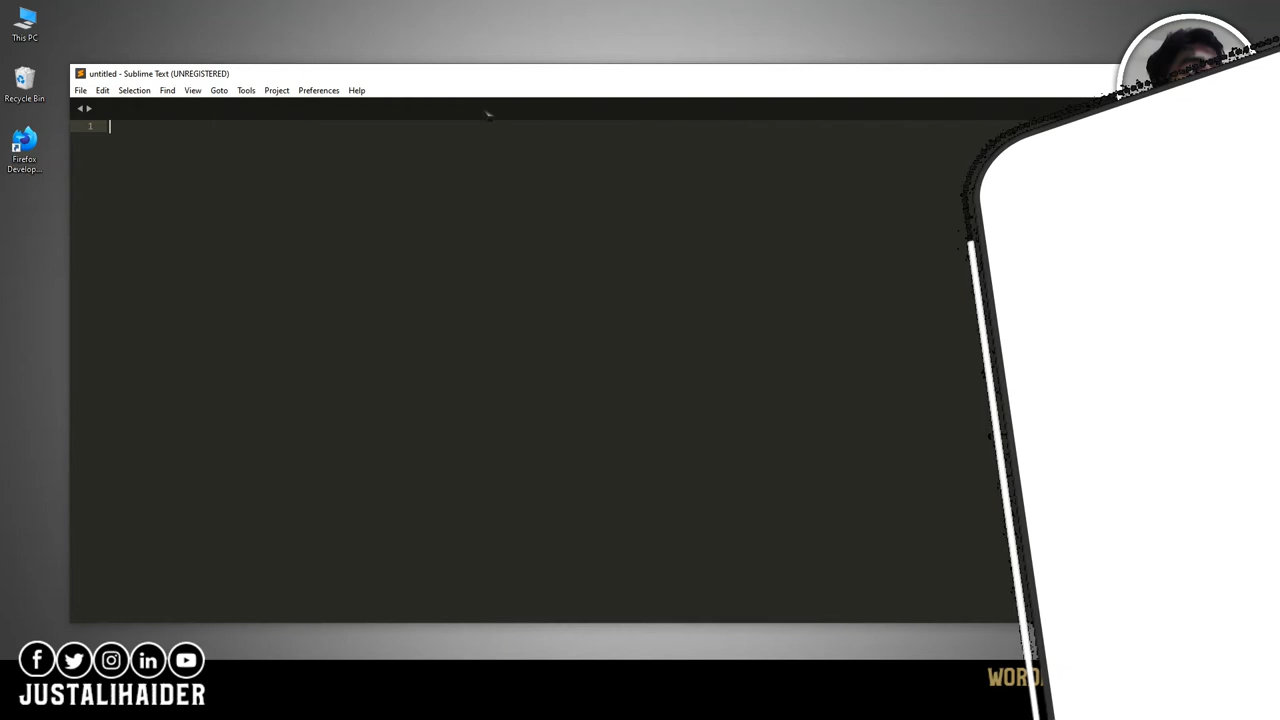 This PC
Recycle Bin
Firefox
Develop...
untitled - Sublime Text (UNREGISTERED)
File Edit Selection Find View Goto Tools Project Preferences Help
1
JUSTALIHAIDER